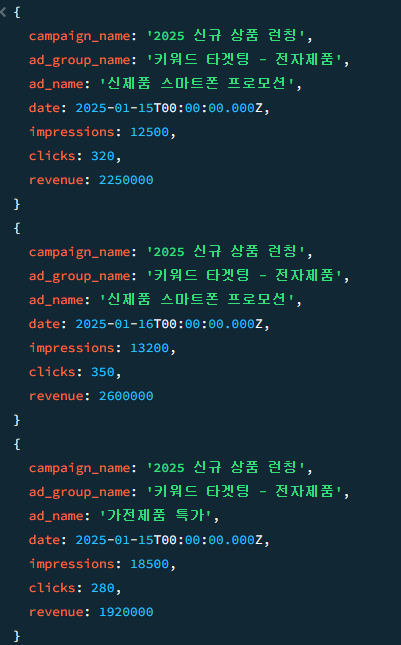 {
campaign_name: '2025 신규 상품 런칭',
ad_group_name: '키워드 타겟팅 - 전자제품',
ad_name: '신제품 스마트폰 프로모션',
date: 2025-01-15T00:00:00.000Z,
impressions: 12500,
clicks: 320,
revenue: 2250000
}
{
campaign_name: '2025 신규 상품 런칭',
ad_group_name: '키워드 타겟팅 - 전자제품',
ad_name: '신제품 스마트폰 프로모션',
date: 2025-01-16T00:00:00.000Z,
impressions: 13200,
clicks: 350,
revenue: 2600000
}
{
campaign_name: '2025 신규 상품 런칭',
ad_group_name: '키워드 타겟팅 - 전자제품',
ad_name: '가전제품 특가',
date: 2025-01-15T00:00:00.000Z,
impressions: 18500,
clicks: 280,
revenue: 1920000
}